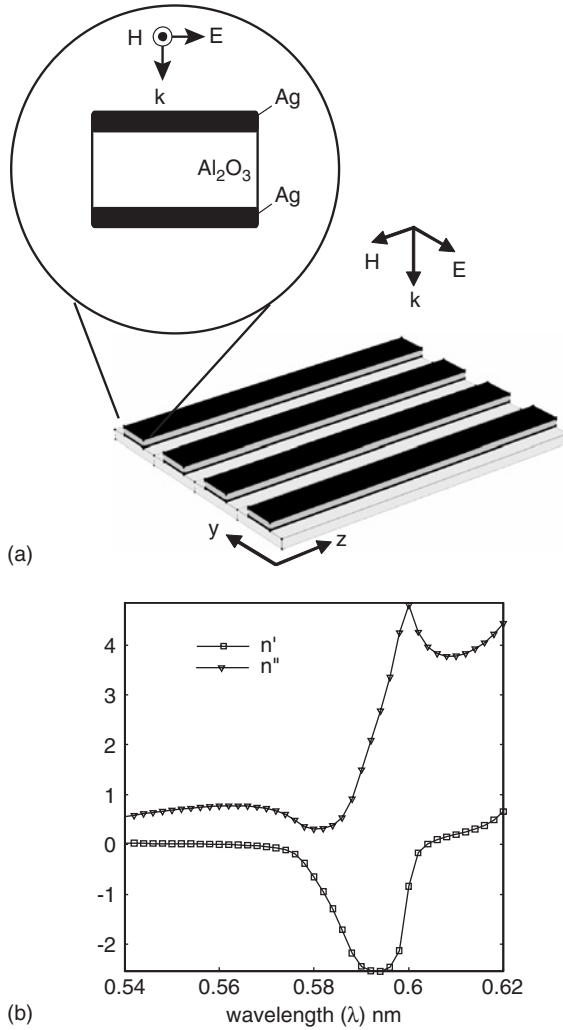 H E
k
Ag
Al₂O₃
Ag
H E
k
y z
(a)
n'
n"
4
3
2
1
0
-1
-2
0.54 0.56 0.58 0.6 0.62
wavelength (λ) nm
(b)